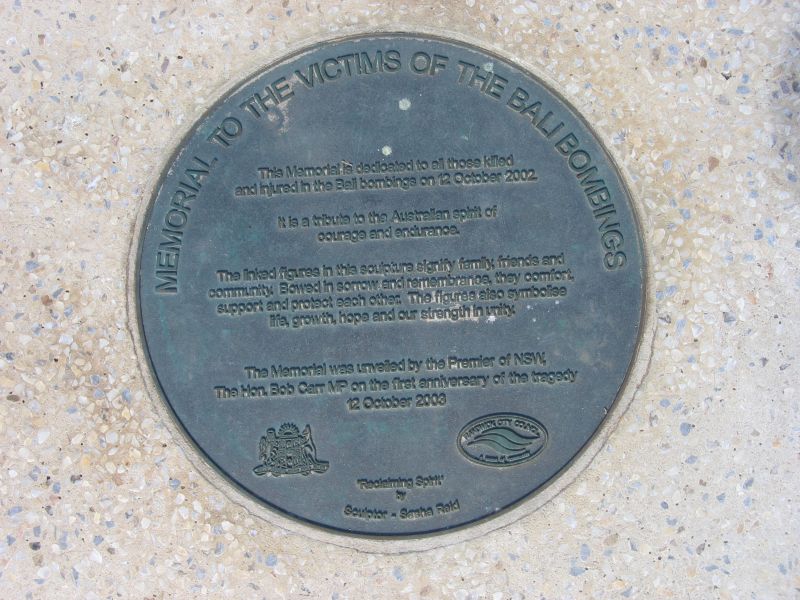 MEMORIAL TO THE VICTIMS OF THE BALI BOMBINGS
This Memorial is dedicated to all those killed
and injured in the Bali bombings on 12 October 2002.
It is a tribute to the Australian spirit of
courage and endurance.
The linked figures in this sculpture signify family, friends and
community. Bowed in sorrow and remembrance, they comfort,
support and protect each other. The figures also symbolise
life, growth, hope and our strength in unity.
The Memorial was unveiled by the Premier of NSW,
The Hon. Bob Carr MP on the first anniversary of the tragedy
12 October 2003
RANDWICK CITY COUNCIL
'Reclaiming Spirit'
by
Sculptor - Sasha Reid